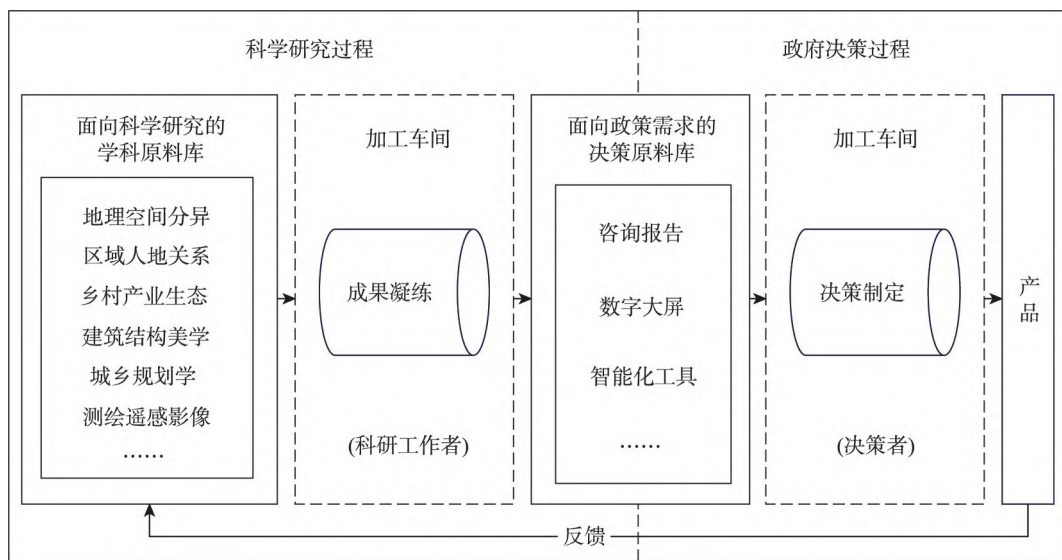 科学研究过程
政府决策过程
面向科学研究的
学科原料库
地理空间分异
区域人地关系
乡村产业生态
建筑结构美学
城乡规划学
测绘遥感影像
……
加工车间
成果凝练
(科研工作者)
面向政策需求的
决策原料库
咨询报告
数字大屏
智能化工具
……
加工车间
决策制定
(决策者)
产品
反馈